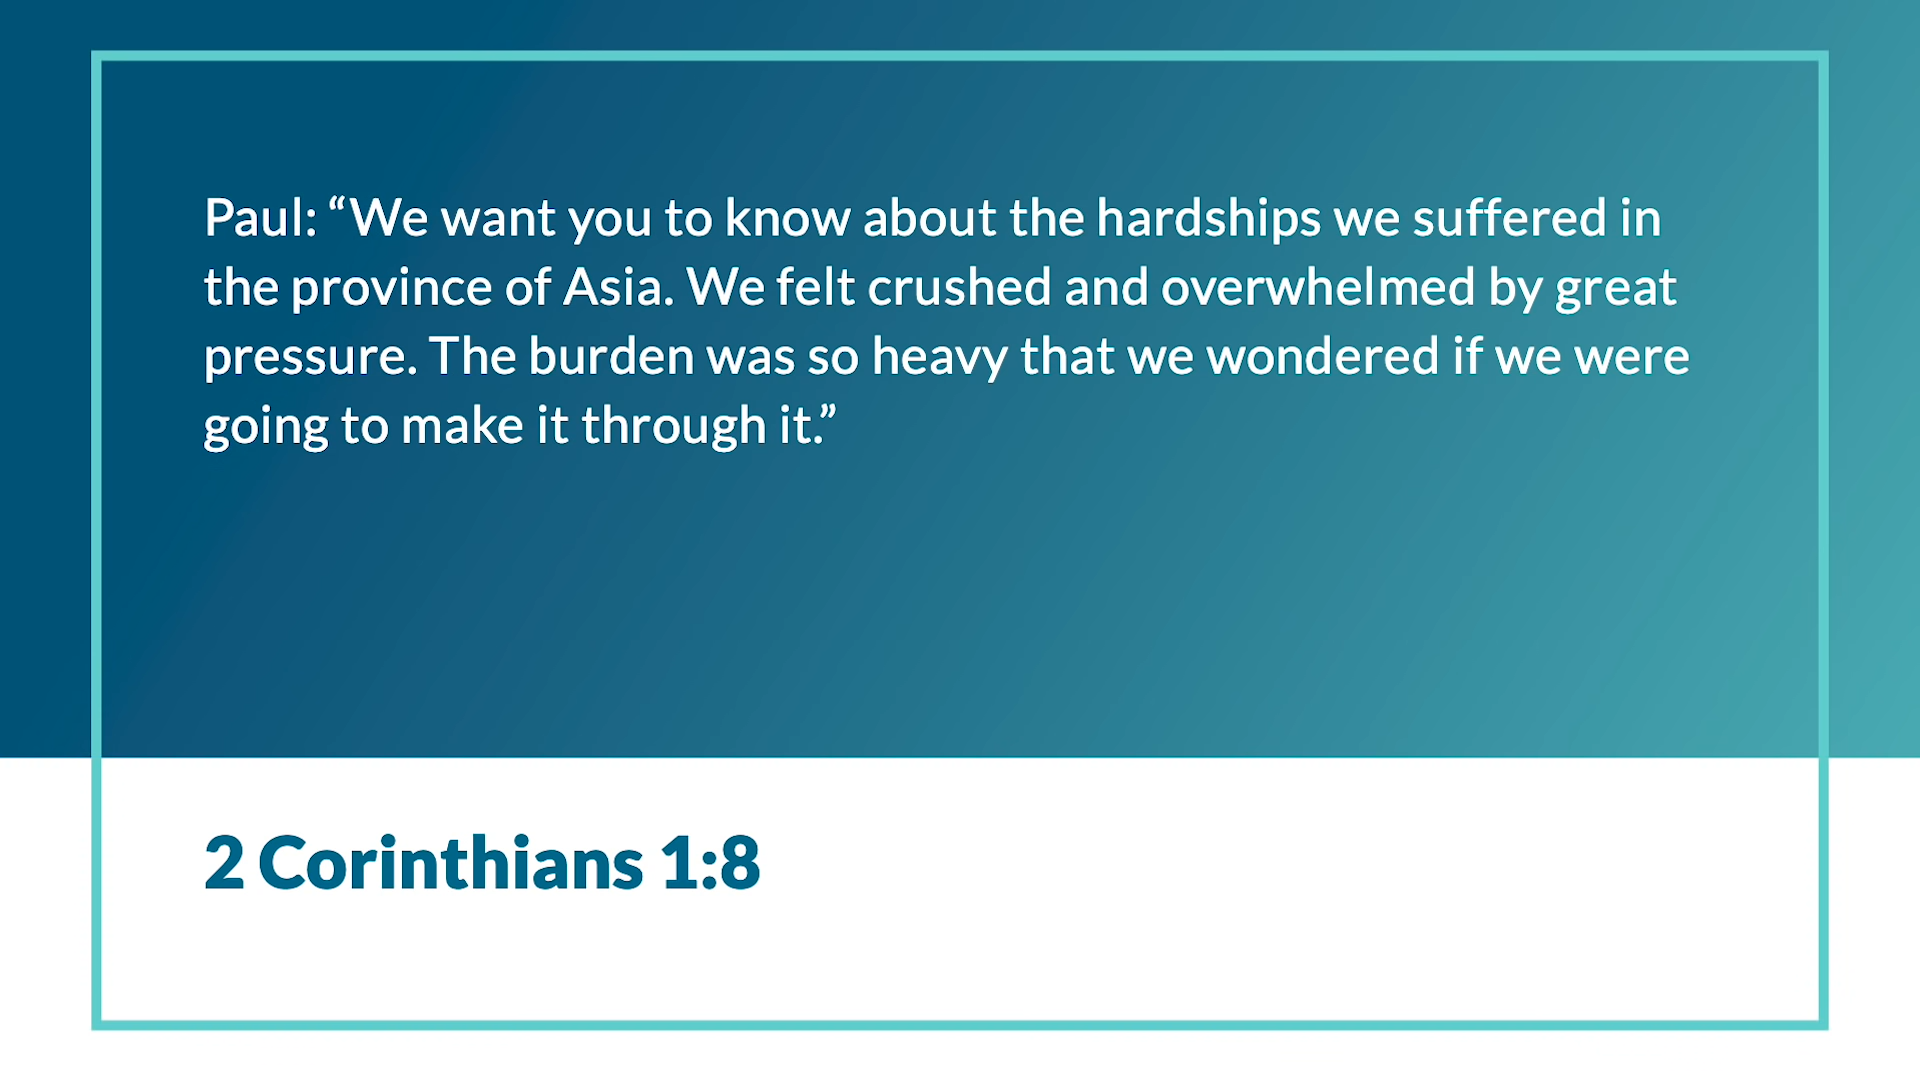 Paul: “We want you to know about the hardships we suffered in
the province of Asia. We felt crushed and overwhelmed by great
pressure. The burden was so heavy that we wondered if we were
going to make it through it.”
2 Corinthians 1:8